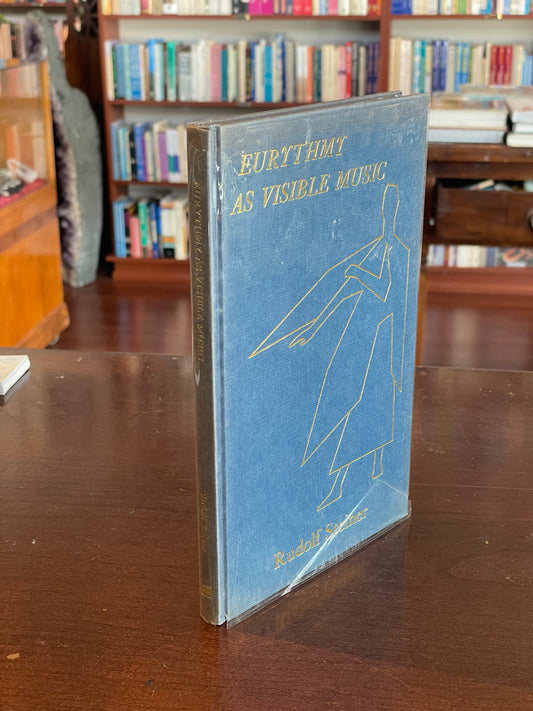 EURYTHMY
AS VISIBLE MUSIC
Rudolf Steiner
EURYTHMY AS VISIBLE MUSIC